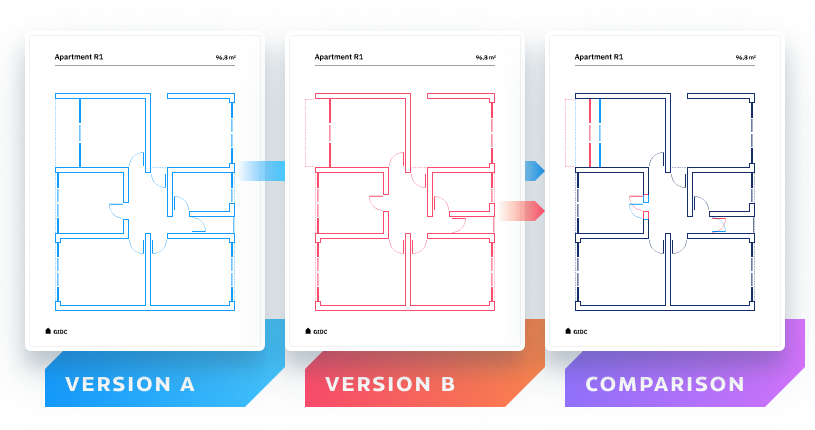 Apartment R1 96,8 m²
Apartment R1 96,8 m²
Apartment R1 96,8 m²
GIDC
GIDC
GIDC
VERSION A
VERSION B
COMPARISON